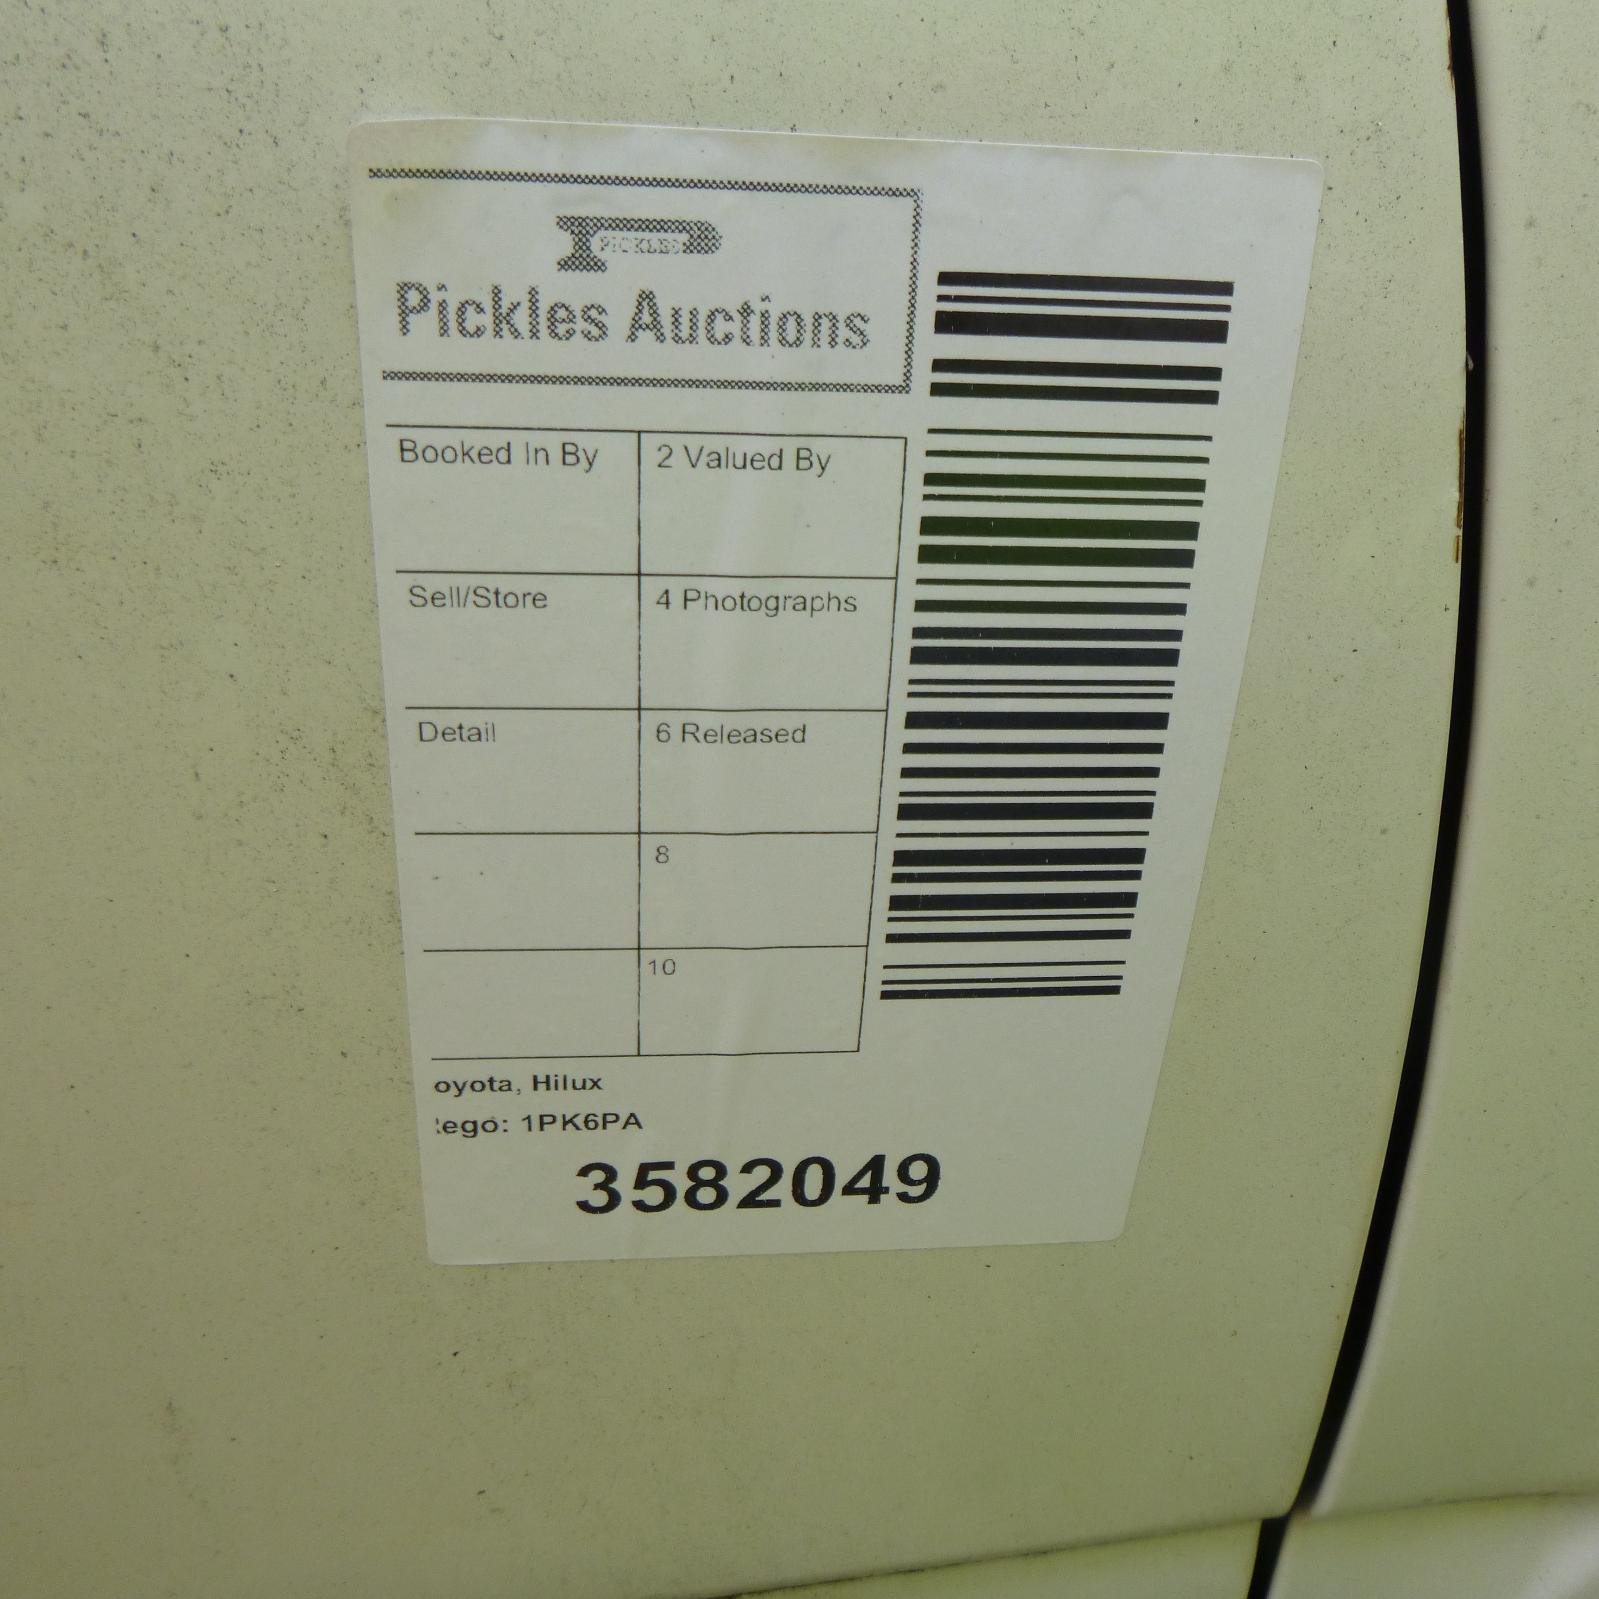 PICKLES
Pickles Auctions
Booked In By
2 Valued By
Sell/Store
4 Photographs
Detail
6 Released
8
10
oyota, Hilux
ego: 1PK6PA
3582049